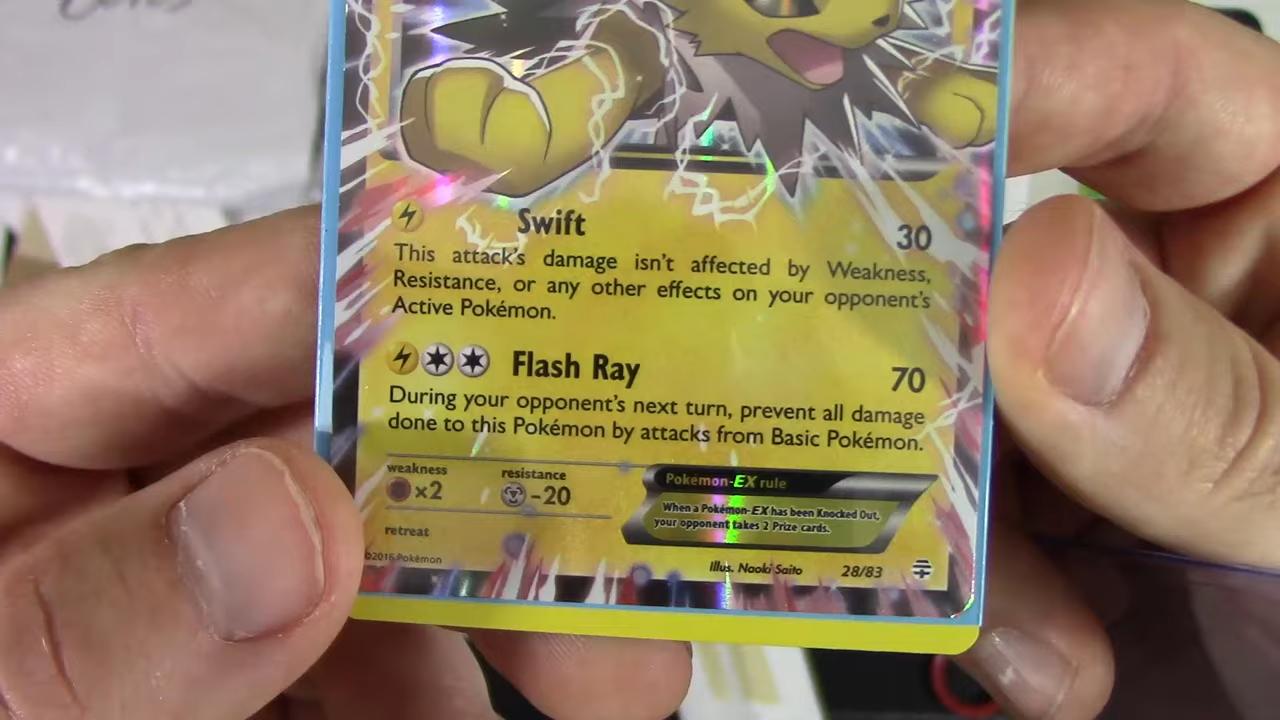 Swift 30
This attack's damage isn't affected by Weakness,
Resistance, or any other effects on your opponent's
Active Pokémon.
Flash Ray 70
During your opponent's next turn, prevent all damage
done to this Pokémon by attacks from Basic Pokémon.
weakness resistance
×2 -20
Pokémon-EX rule
When a Pokémon-EX has been Knocked Out,
your opponent takes 2 Prize cards.
retreat
©2016 Pokémon
Illus. Naoki Saito 28/83